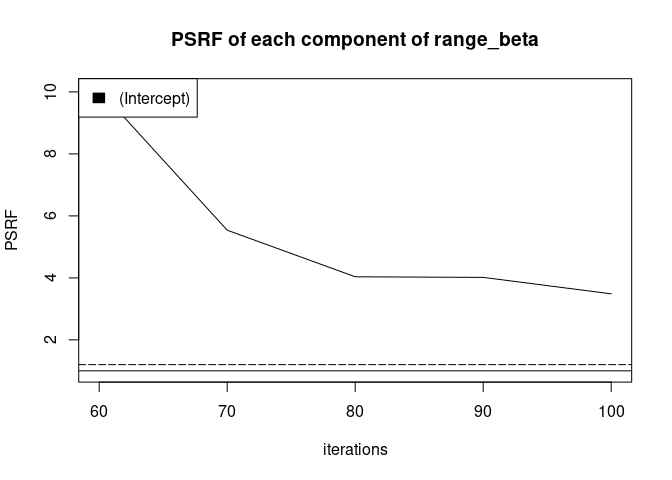 PSRF of each component of range_beta
(Intercept)
10
8
6
4
2
PSRF
60 70 80 90 100
iterations